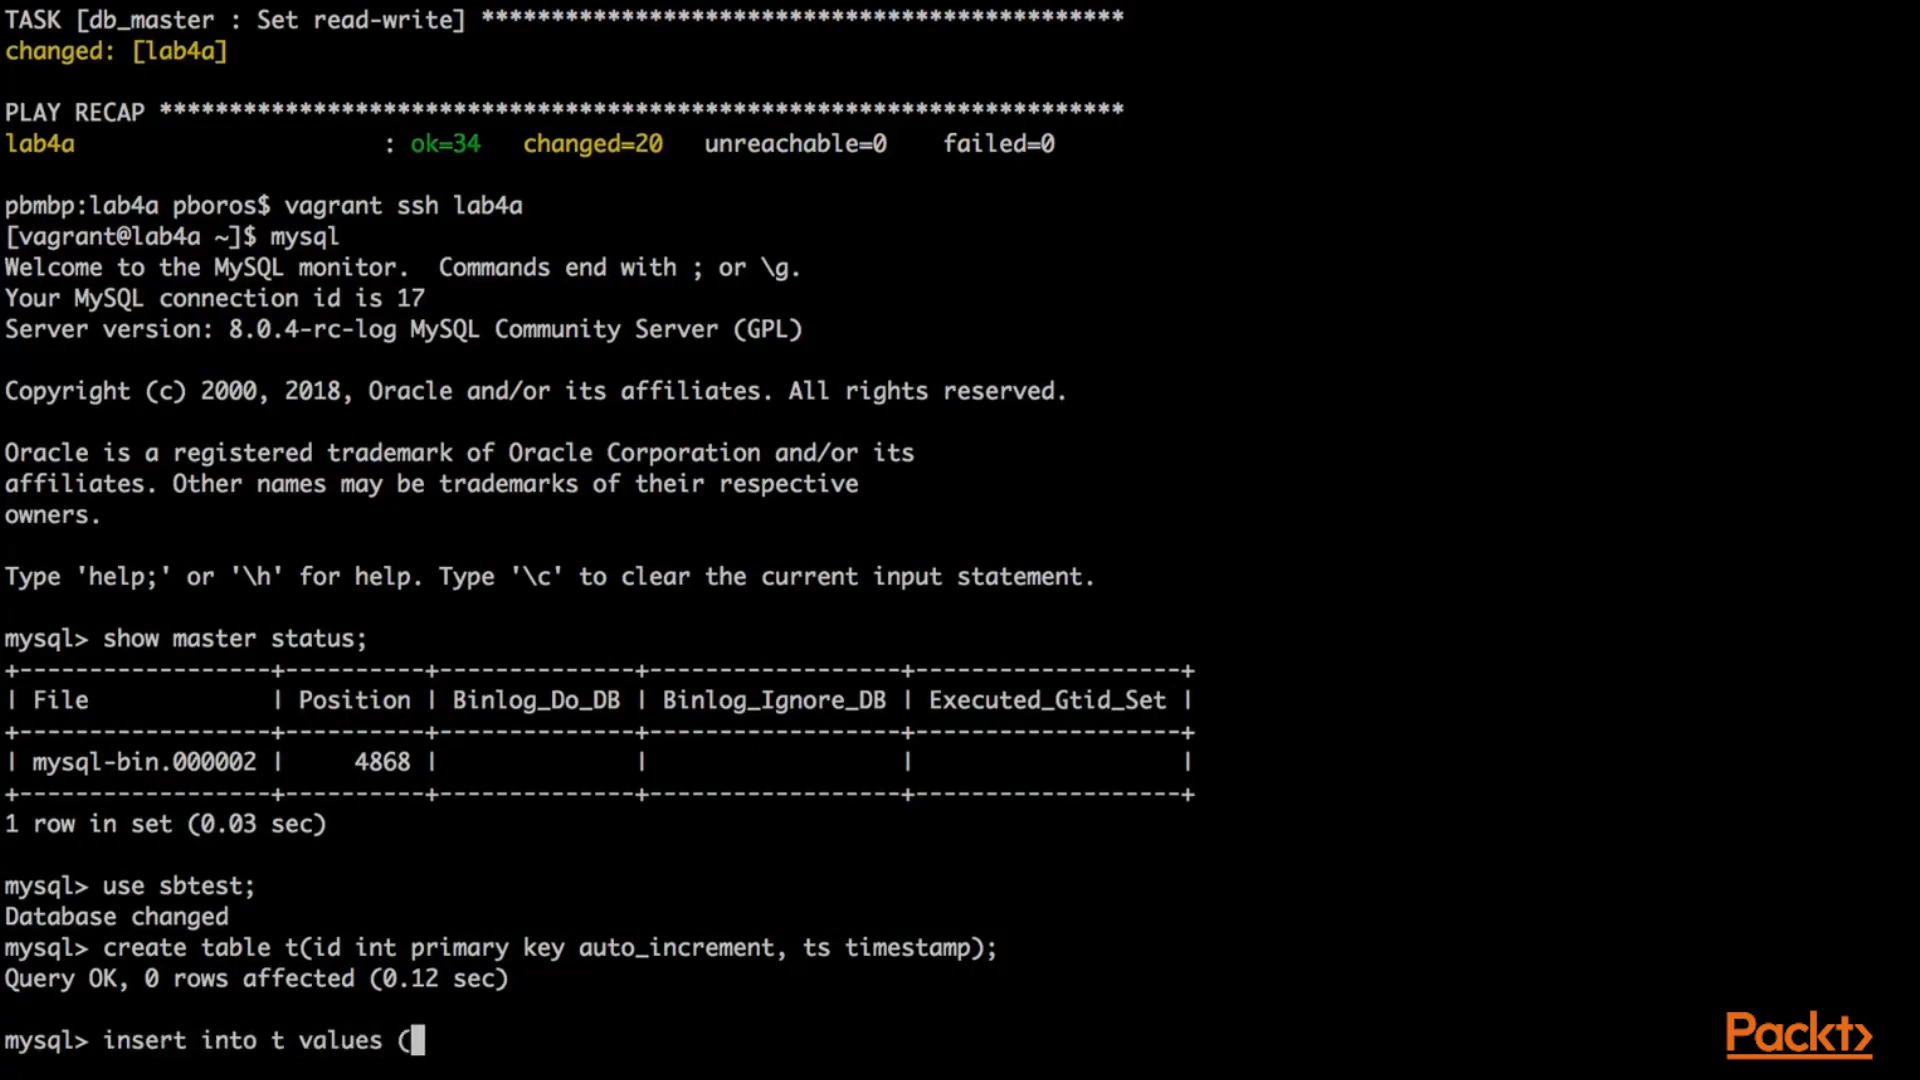 TASK [db_master : Set read-write] **********************************************
changed: [lab4a]
PLAY RECAP *********************************************************************
lab4a                      : ok=34   changed=20   unreachable=0    failed=0
pbmbp:lab4a pboros$ vagrant ssh lab4a
[vagrant@lab4a ~]$ mysql
Welcome to the MySQL monitor.  Commands end with ; or \g.
Your MySQL connection id is 17
Server version: 8.0.4-rc-log MySQL Community Server (GPL)
Copyright (c) 2000, 2018, Oracle and/or its affiliates. All rights reserved.
Oracle is a registered trademark of Oracle Corporation and/or its
affiliates. Other names may be trademarks of their respective
owners.
Type 'help;' or '\h' for help. Type '\c' to clear the current input statement.
mysql> show master status;
+------------------+----------+--------------+------------------+-------------------+
| File             | Position | Binlog_Do_DB | Binlog_Ignore_DB | Executed_Gtid_Set |
+------------------+----------+--------------+------------------+-------------------+
| mysql-bin.000002 |     4868 |              |                  |                   |
+------------------+----------+--------------+------------------+-------------------+
1 row in set (0.03 sec)
mysql> use sbtest;
Database changed
mysql> create table t(id int primary key auto_increment, ts timestamp);
Query OK, 0 rows affected (0.12 sec)
mysql> insert into t values (
Packt>